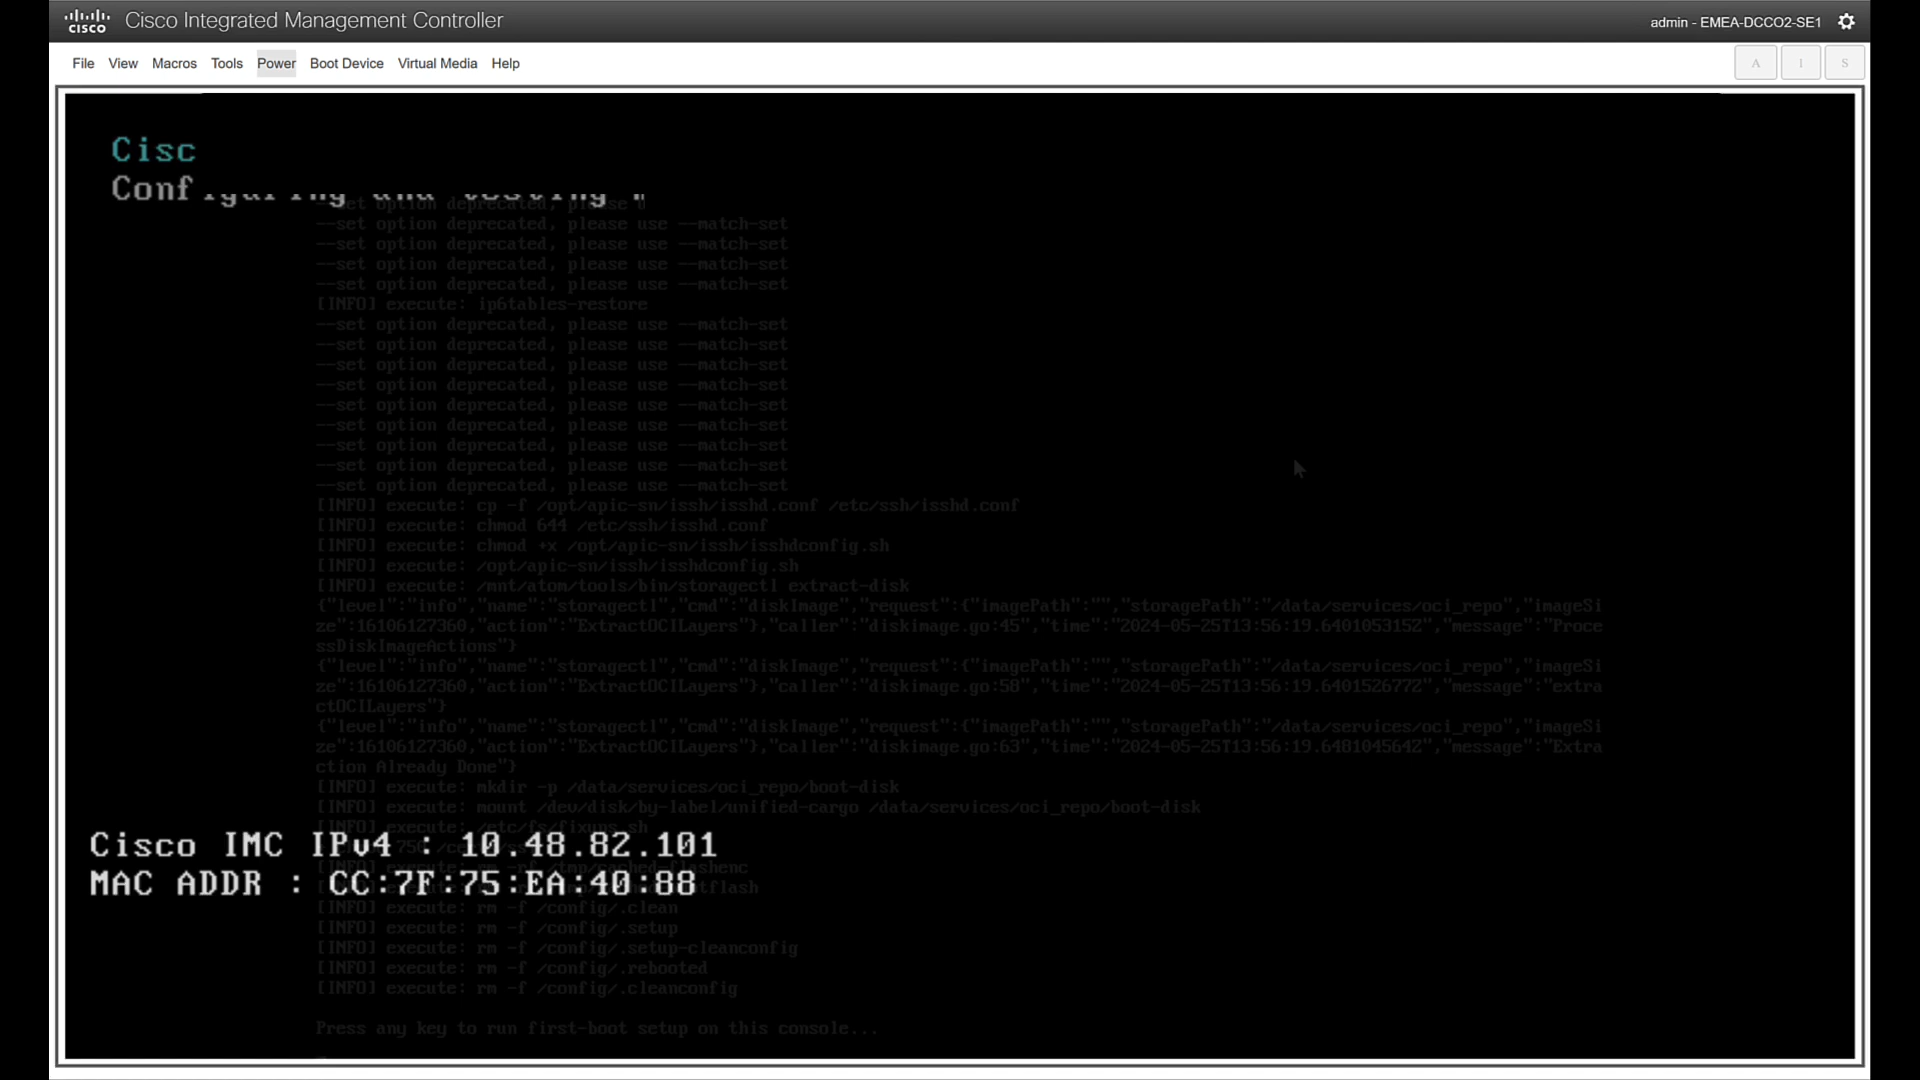 cisco Cisco Integrated Management Controller admin - EMEA-DCCO2-SE1
File View Macros Tools Power Boot Device Virtual Media Help A I S
Cisc
Configuring and testing
--set option deprecated, please u
--set option deprecated, please use --match-set
--set option deprecated, please use --match-set
--set option deprecated, please use --match-set
--set option deprecated, please use --match-set
[INFO] execute: ip6tables-restore
--set option deprecated, please use --match-set
--set option deprecated, please use --match-set
--set option deprecated, please use --match-set
--set option deprecated, please use --match-set
--set option deprecated, please use --match-set
--set option deprecated, please use --match-set
--set option deprecated, please use --match-set
--set option deprecated, please use --match-set
--set option deprecated, please use --match-set
[INFO] execute: cp -f /opt/apic-sn/issh/isshd.conf /etc/ssh/isshd.conf
[INFO] execute: chmod 644 /etc/ssh/isshd.conf
[INFO] execute: chmod +x /opt/apic-sn/issh/isshdconfig.sh
[INFO] execute: /opt/apic-sn/issh/isshdconfig.sh
[INFO] execute: /mnt/atom/tools/bin/storagectl extract-disk
{"level":"info","name":"storagectl","cmd":"diskImage","request":{"imagePath":"","storagePath":"/data/services/oci_repo","imageSi
ze":16106127360,"action":"ExtractOCILayers"},"caller":"diskimage.go:45","time":"2024-05-25T13:56:19.640105315Z","message":"Proce
ssDiskImageActions"}
{"level":"info","name":"storagectl","cmd":"diskImage","request":{"imagePath":"","storagePath":"/data/services/oci_repo","imageSi
ze":16106127360,"action":"ExtractOCILayers"},"caller":"diskimage.go:58","time":"2024-05-25T13:56:19.640152677Z","message":"extra
ctOCILayers"}
{"level":"info","name":"storagectl","cmd":"diskImage","request":{"imagePath":"","storagePath":"/data/services/oci_repo","imageSi
ze":16106127360,"action":"ExtractOCILayers"},"caller":"diskimage.go:63","time":"2024-05-25T13:56:19.648104564Z","message":"Extra
ction Already Done"}
[INFO] execute: mkdir -p /data/services/oci_repo/boot-disk
[INFO] execute: mount /dev/disk/by-label/unified-cargo /data/services/oci_repo/boot-disk
[INFO] execute: /etc/fs/fixups.sh
Cisco IMC IPv4 : 10.48.82.101
MAC ADDR : CC:7F:75:EA:40:88
[INFO] execute: rm -f /config/.clean
[INFO] execute: rm -f /config/.setup
[INFO] execute: rm -f /config/.setup-cleanconfig
[INFO] execute: rm -f /config/.rebooted
[INFO] execute: rm -f /config/.cleanconfig
Press any key to run first-boot setup on this console...